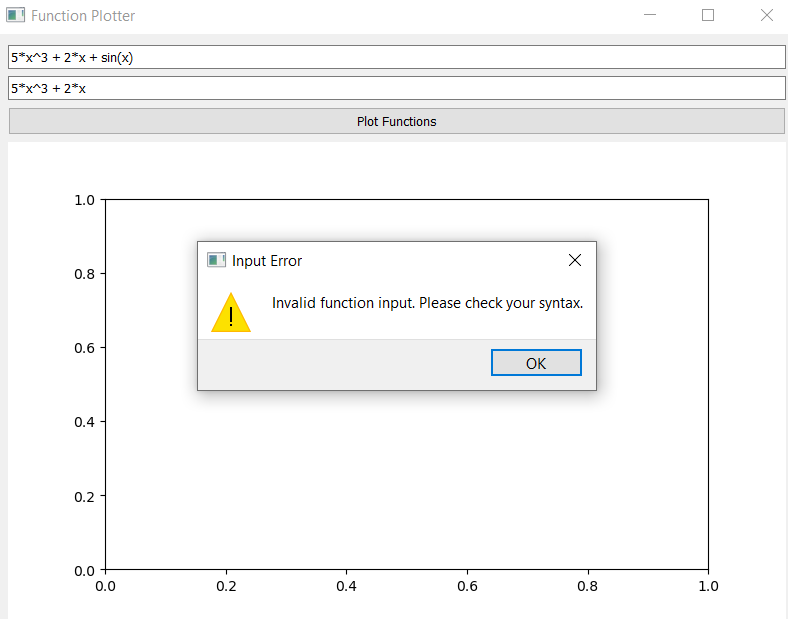 Function Plotter
5*x^3 + 2*x + sin(x)
5*x^3 + 2*x
Plot Functions
1.0
0.8
Input Error
Invalid function input. Please check your syntax.
0.6
OK
0.4
0.2
0.0
0.0 0.2 0.4 0.6 0.8 1.0